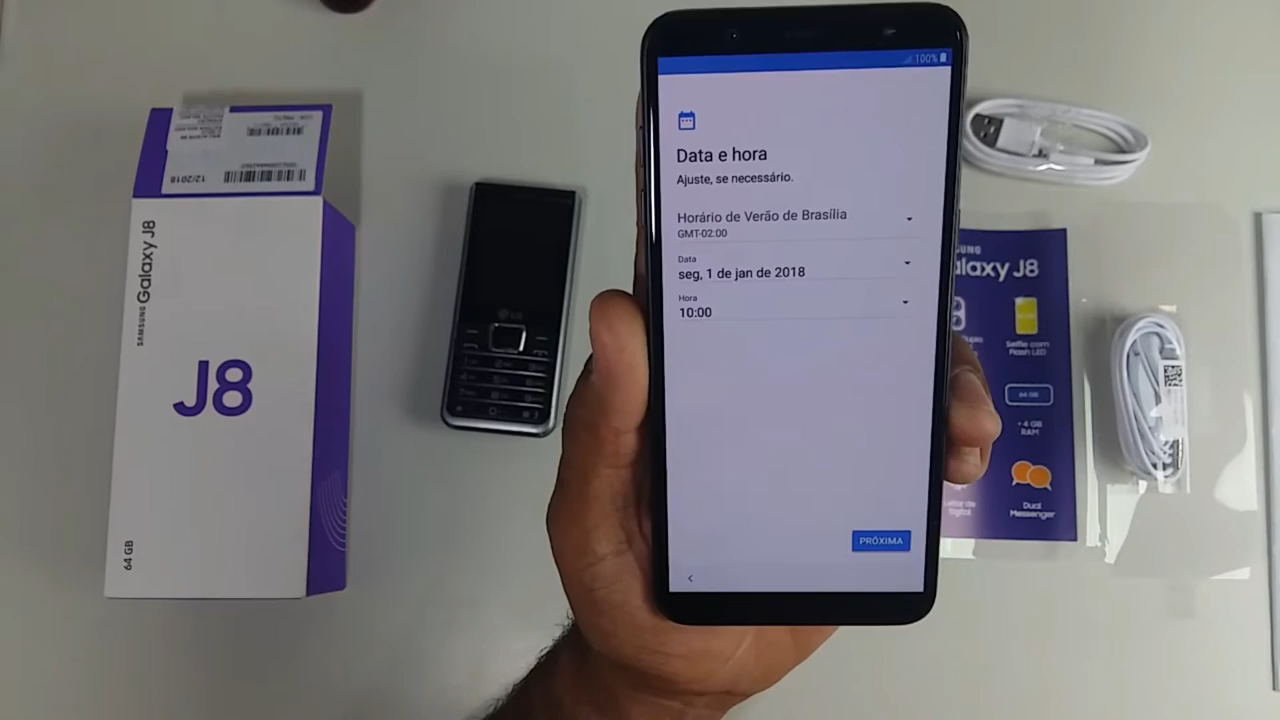 12/2018
SAMSUNG Galaxy J8
J8
64 GB
LG
100%
Data e hora
Ajuste, se necessário.
Horário de Verão de Brasília
GMT-02:00
Data
seg, 1 de jan de 2018
Hora
10:00
PRÓXIMA
Galaxy J8
Selfie com
Flash LED
64 GB
+ 4 GB
RAM
Digital
Dual
Messenger